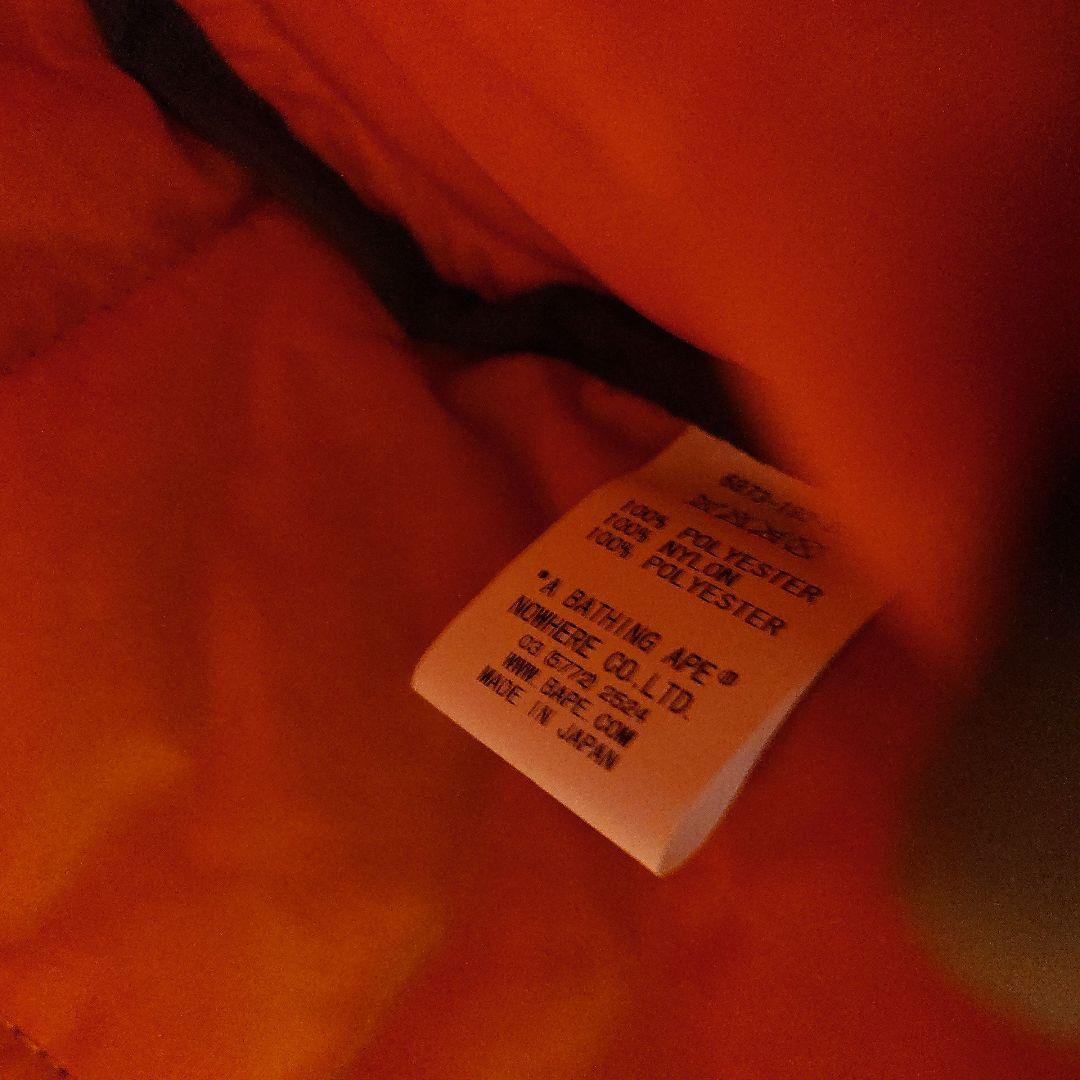 100% POLYESTER
100% NYLON
100% POLYESTER
"A BATHING APE®
NOWHERE CO.LTD.
03 (5772) 2524
WWW. BAPE. COM
MADE IN JAPAN